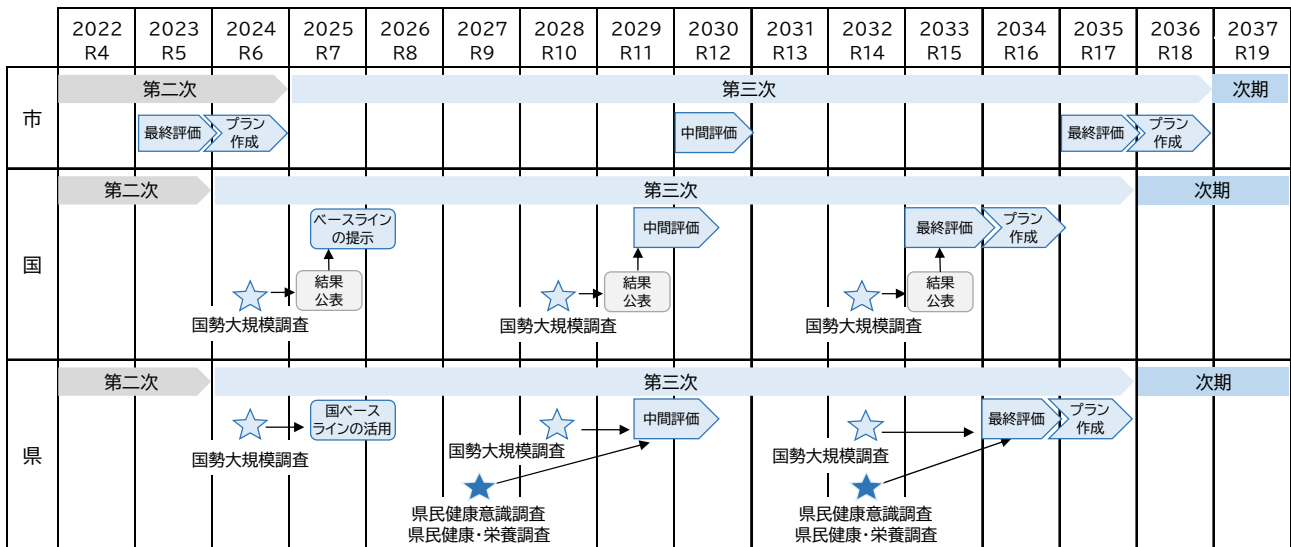 2022 2023 2024 2025 2026 2027 2028 2029 2030 2031 2032 2033 2034 2035 2036 2037
R4 R5 R6 R7 R8 R9 R10 R11 R12 R13 R14 R15 R16 R17 R18 R19
市
第二次
第三次
次期
最終評価
プラン
作成
中間評価
最終評価
プラン
作成
国
第二次
第三次
次期
ベースライン
の提示
中間評価
最終評価
プラン
作成
結果
公表
結果
公表
結果
公表
国勢大規模調査
国勢大規模調査
国勢大規模調査
県
第二次
第三次
次期
国ベース
ラインの活用
中間評価
最終評価
プラン
作成
国勢大規模調査
国勢大規模調査
国勢大規模調査
県民健康意識調査
県民健康・栄養調査
県民健康意識調査
県民健康・栄養調査